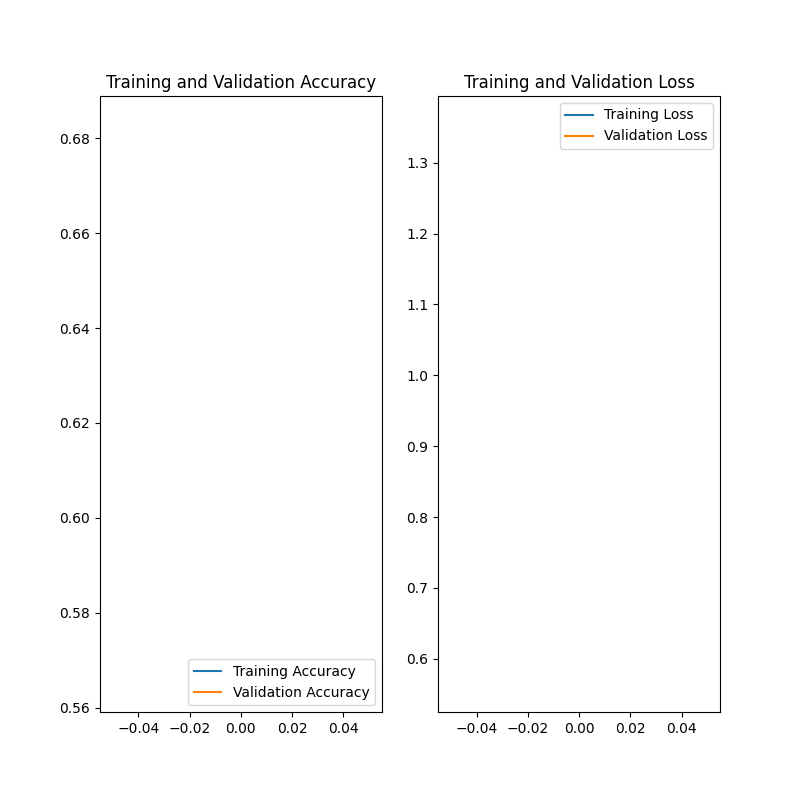 Training and Validation Accuracy
0.68
0.66
0.64
0.62
0.60
0.58
0.56
Training Accuracy
Validation Accuracy
−0.04 −0.02 0.00 0.02 0.04
Training and Validation Loss
Training Loss
Validation Loss
1.3
1.2
1.1
1.0
0.9
0.8
0.7
0.6
−0.04 −0.02 0.00 0.02 0.04